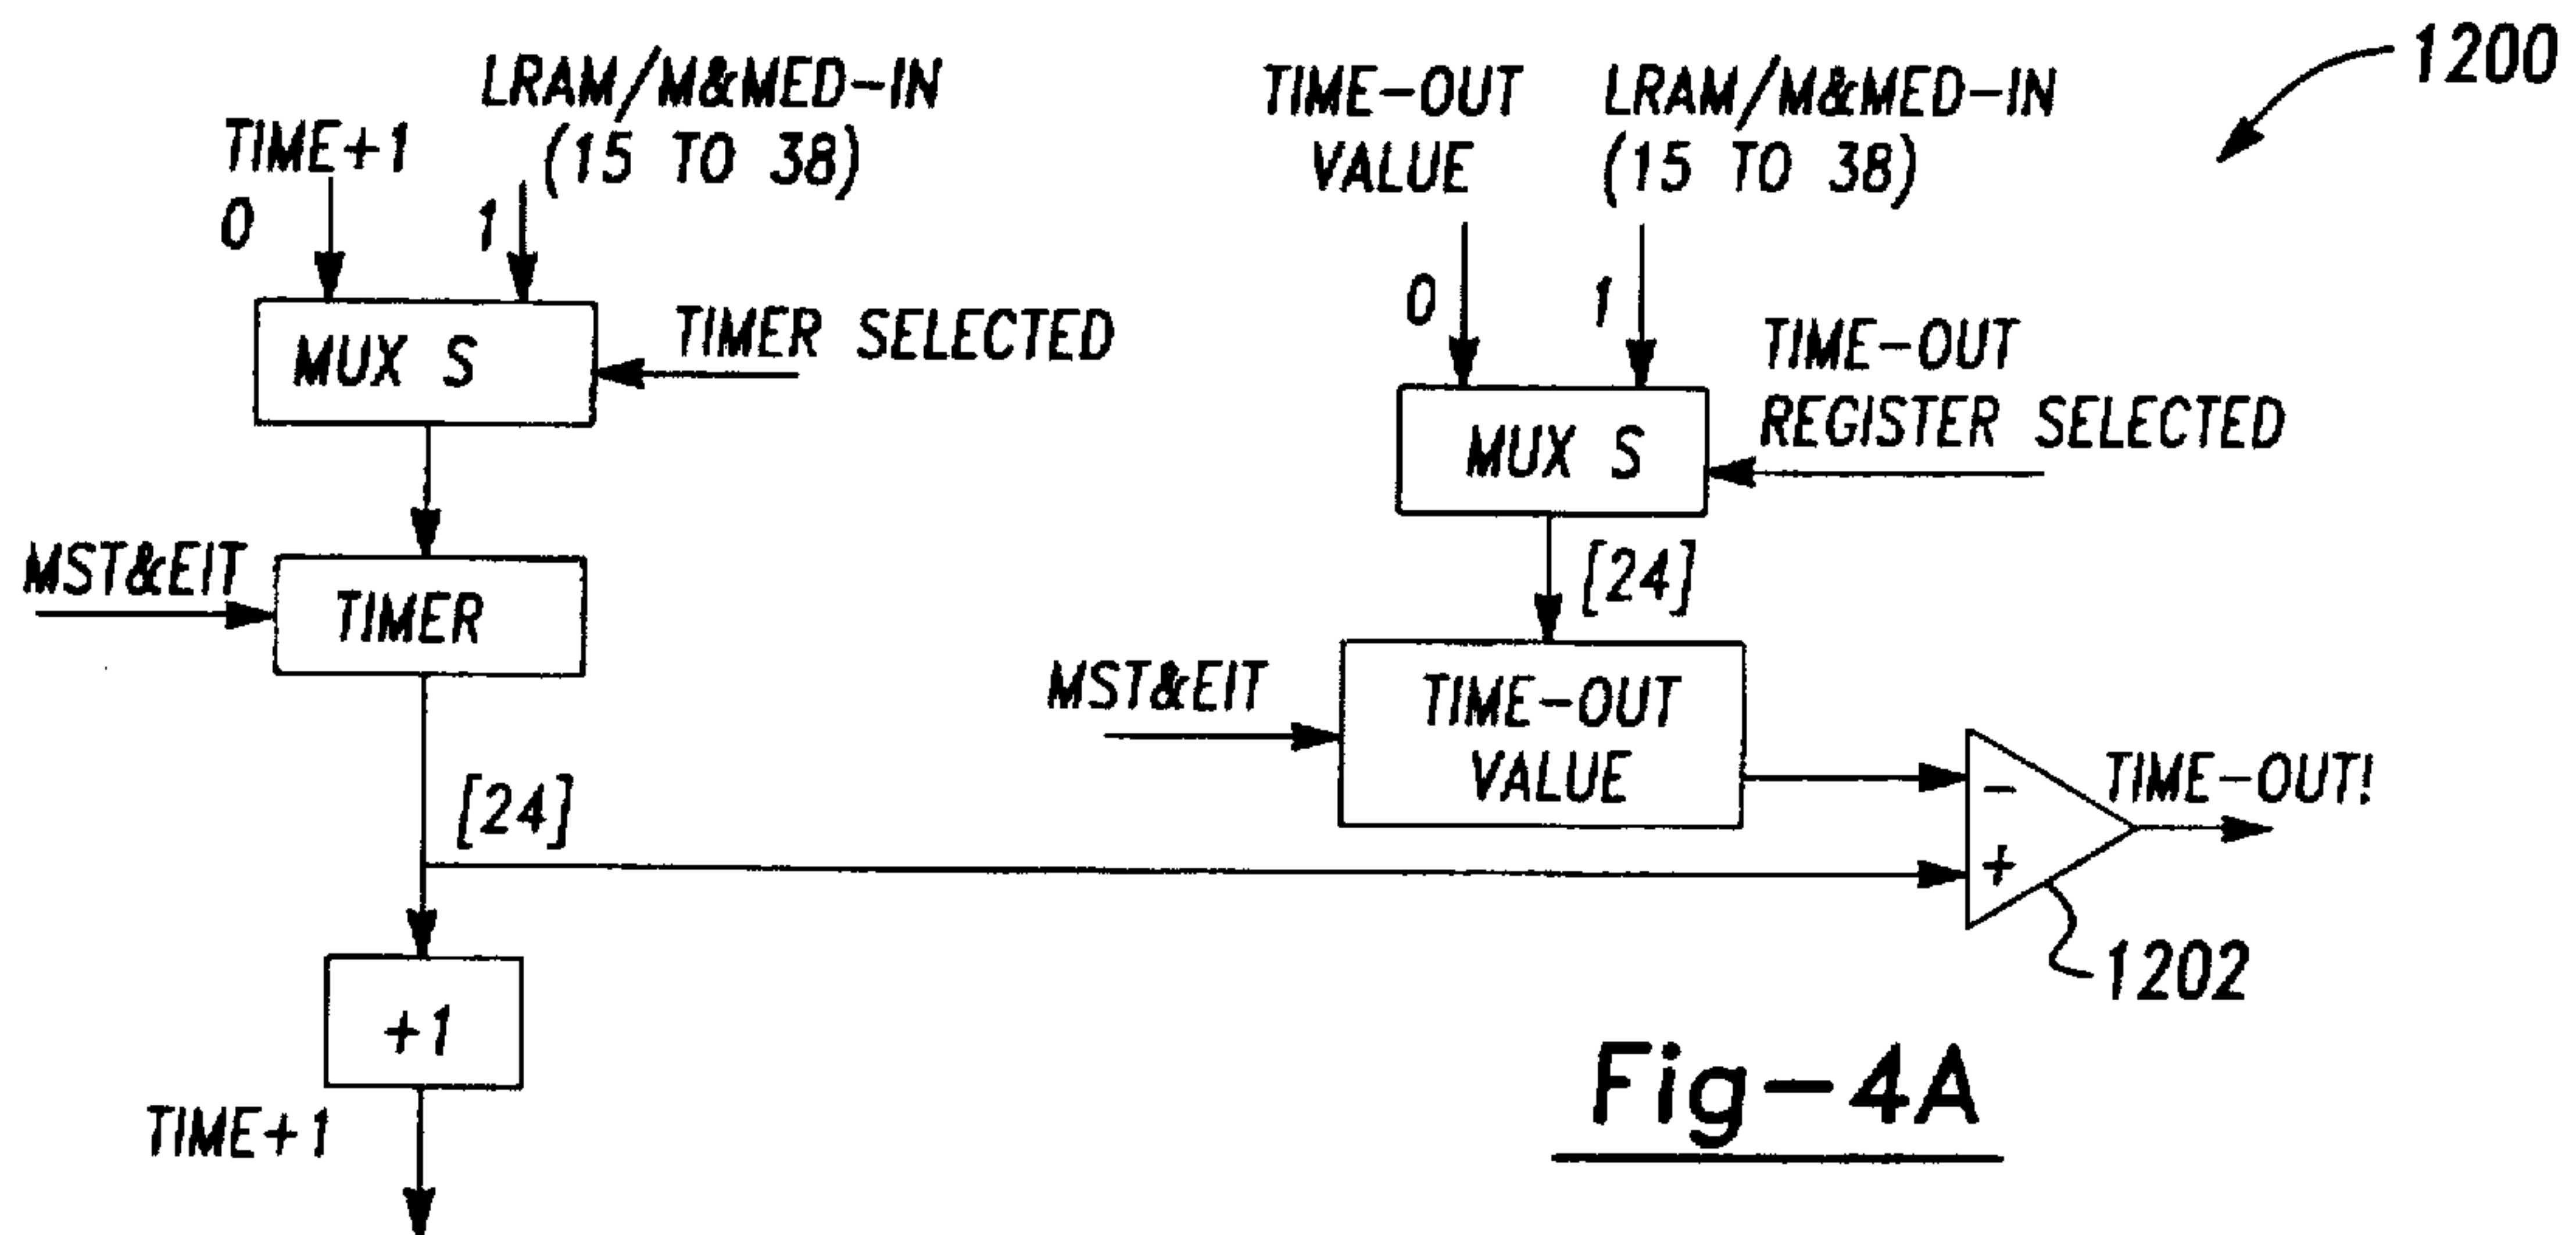 1200
LRAM/M&MED-IN
(15 TO 38)
TIME+1
0
1
MUX S
TIMER SELECTED
MST&EIT
TIMER
[24]
+1
TIME+1
TIME-OUT
VALUE
LRAM/M&MED-IN
(15 TO 38)
0
1
MUX S
TIME-OUT
REGISTER SELECTED
[24]
MST&EIT
TIME-OUT
VALUE
-
+
TIME-OUT!
1202
Fig-4A